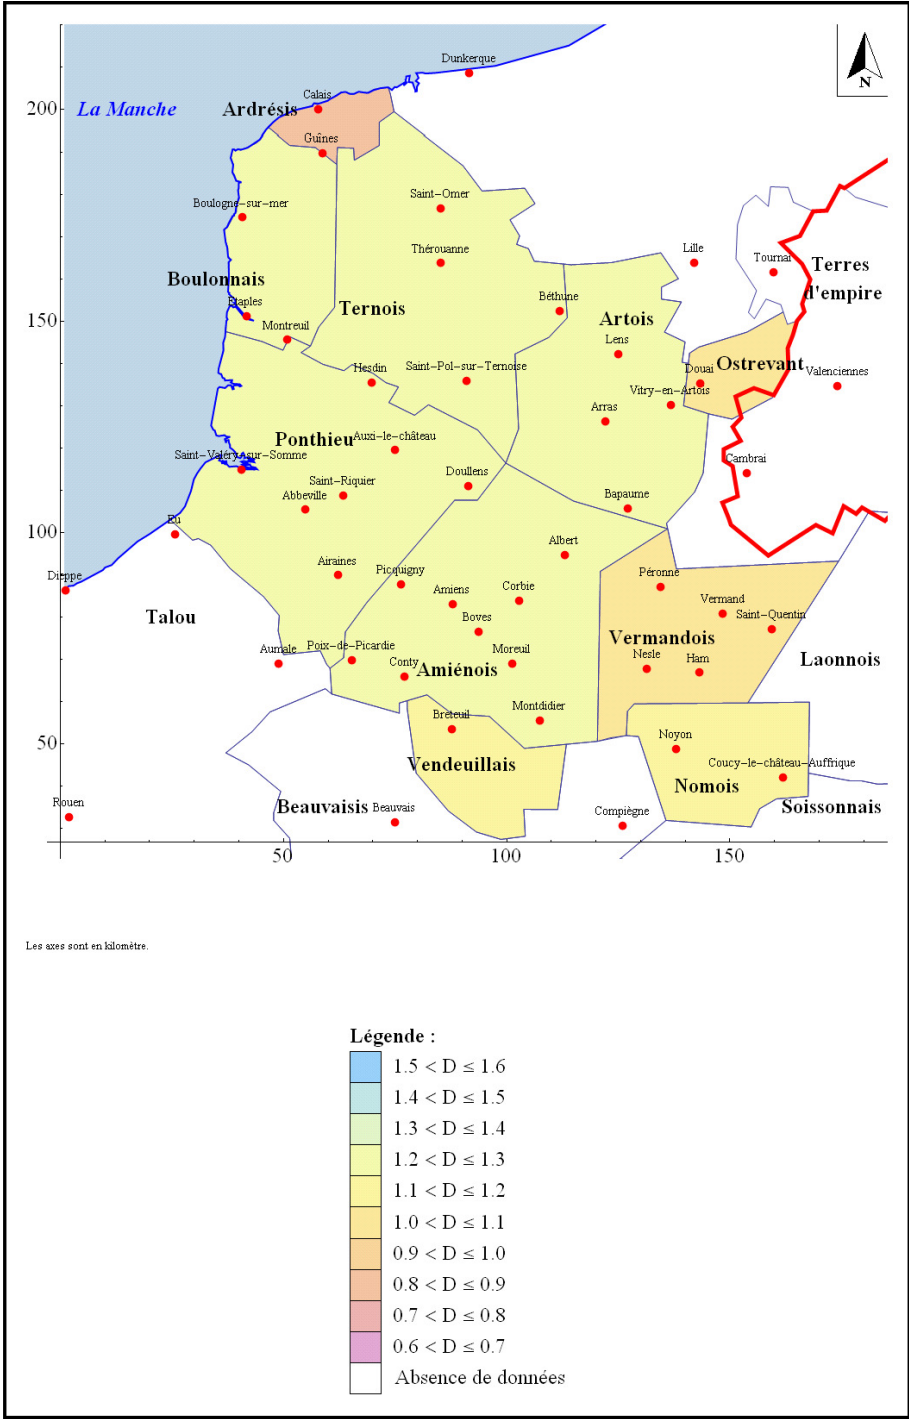 Dunkerque
N
Calais
200
La Manche
Ardrésis
Guînes
Saint-Omer
Boulogne-sur-mer
Thérouanne
Lille
Tournai
Terres
d'empire
Boulonnais
Etaples
Ternois
Béthune
Artois
150
Montreuil
Lens
Hesdin
Saint-Pol-sur-Ternoise
Douai
Ostrevant
Valenciennes
Vitry-en-Artois
Arras
Ponthieu
Auxi-le-château
Saint-Valéry-sur-Somme
Cambrai
Doullens
Saint-Riquier
Abbeville
Bapaume
Eu
100
Albert
Airaines
Picquigny
Péronne
Dieppe
Amiens
Corbie
Vermand
Talou
Boves
Saint-Quentin
Vermandois
Aumale
Poix-de-Picardie
Moreuil
Conty
Amiénois
Nesle
Ham
Laonnois
Breteuil
Montdidier
50
Noyon
Vendeuillais
Coucy-le-château-Auffrique
Nomois
Rouen
Beauvaisis
Beauvais
Compiègne
Soissonnais
50
100
150
Les axes sont en kilomètre.
Légende :
1.5 < D ≤ 1.6
1.4 < D ≤ 1.5
1.3 < D ≤ 1.4
1.2 < D ≤ 1.3
1.1 < D ≤ 1.2
1.0 < D ≤ 1.1
0.9 < D ≤ 1.0
0.8 < D ≤ 0.9
0.7 < D ≤ 0.8
0.6 < D ≤ 0.7
Absence de données